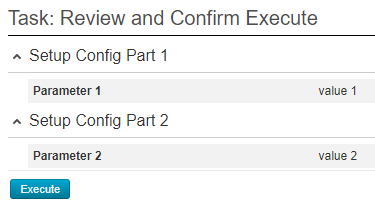 Task: Review and Confirm Execute
Setup Config Part 1
Parameter 1 value 1
Setup Config Part 2
Parameter 2 value 2
Execute